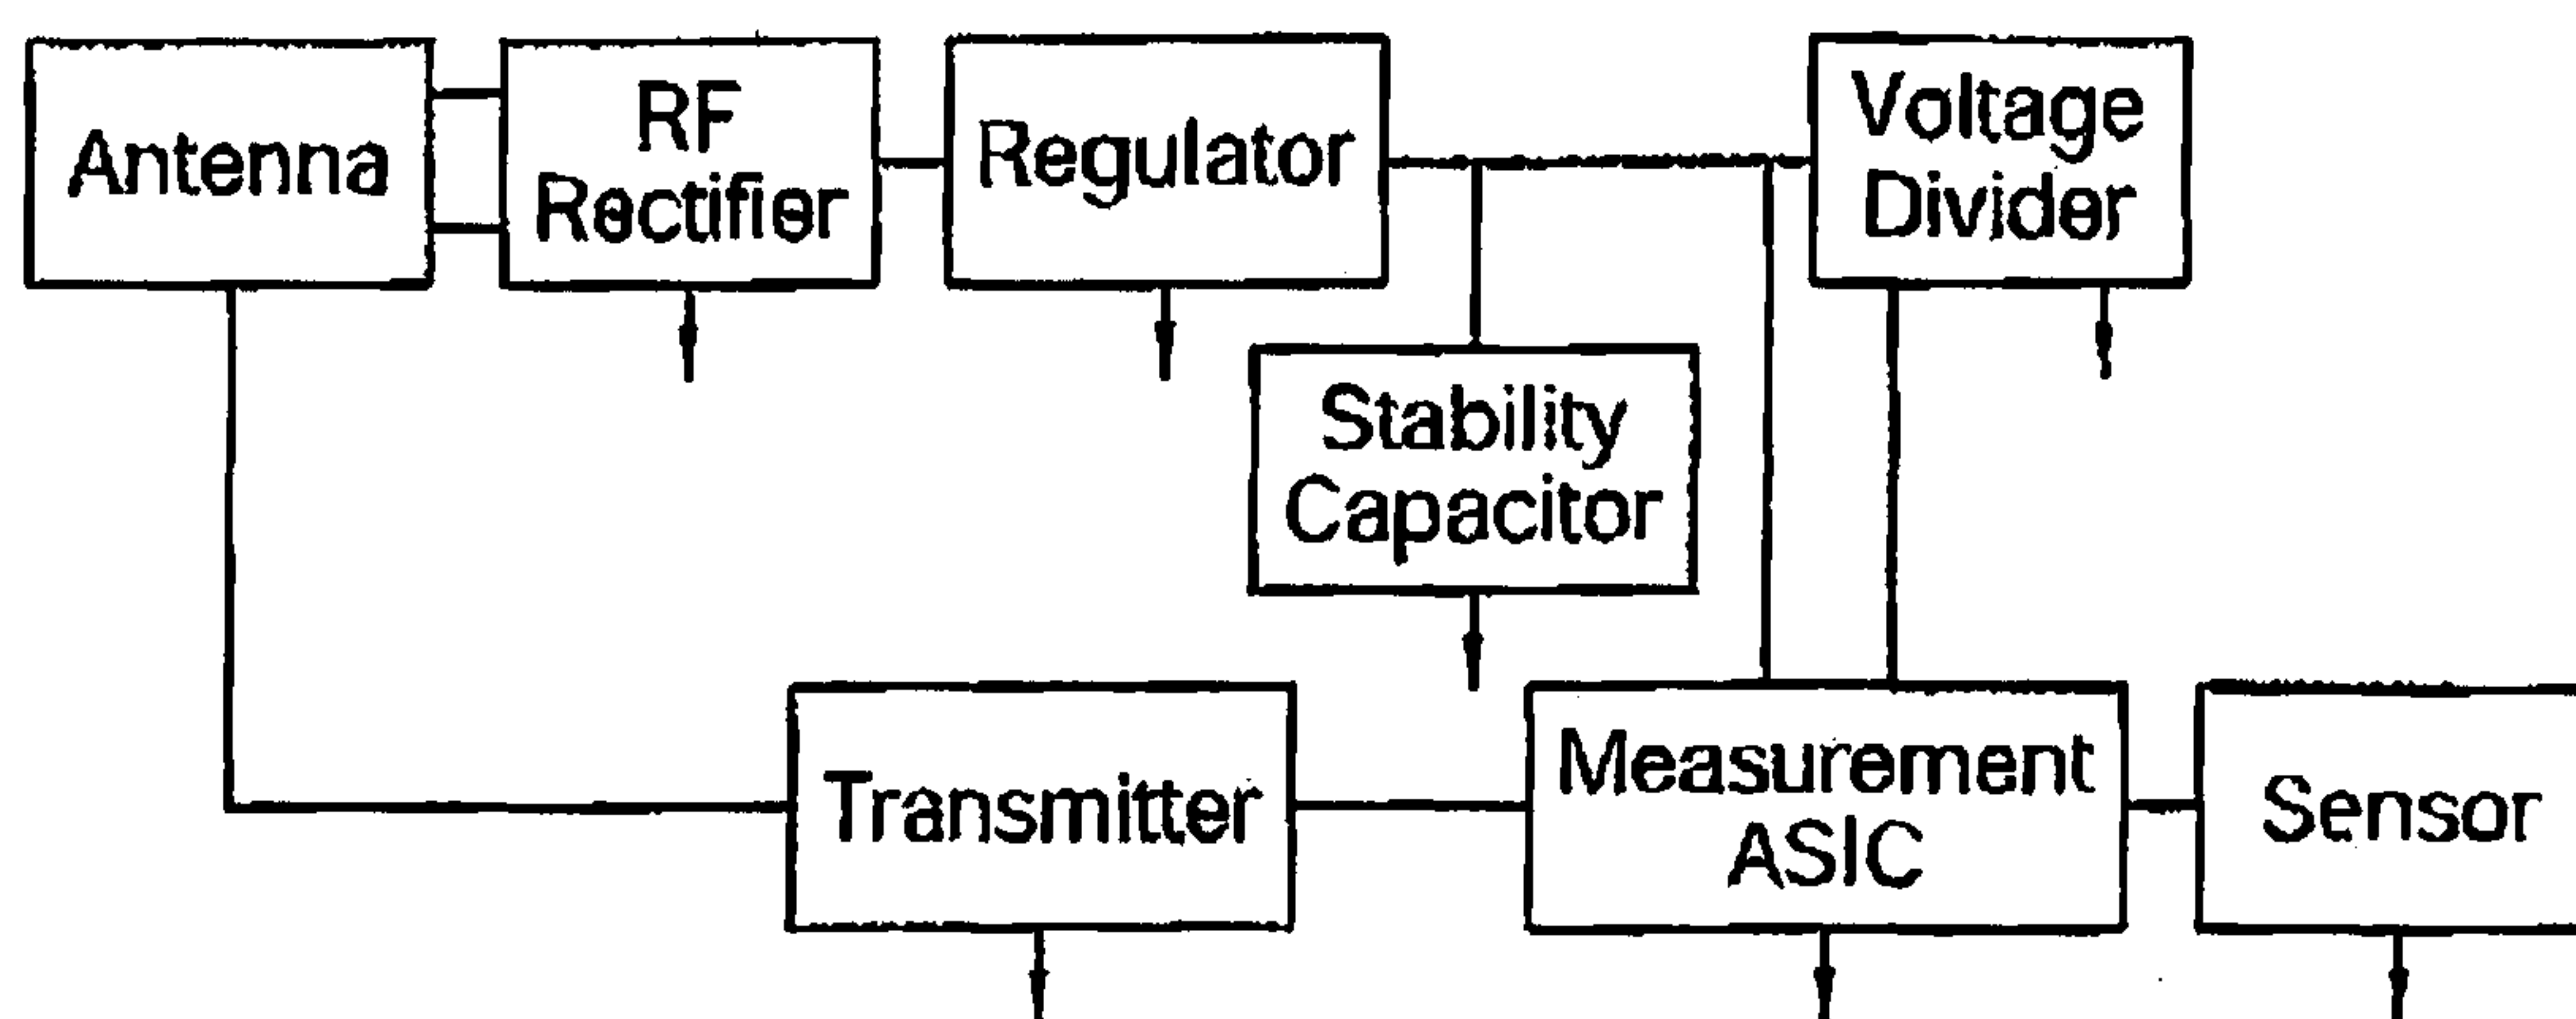 Antenna
RF
Rectifier
Regulator
Voltage
Divider
Stability
Capacitor
Transmitter
Measurement
ASIC
Sensor